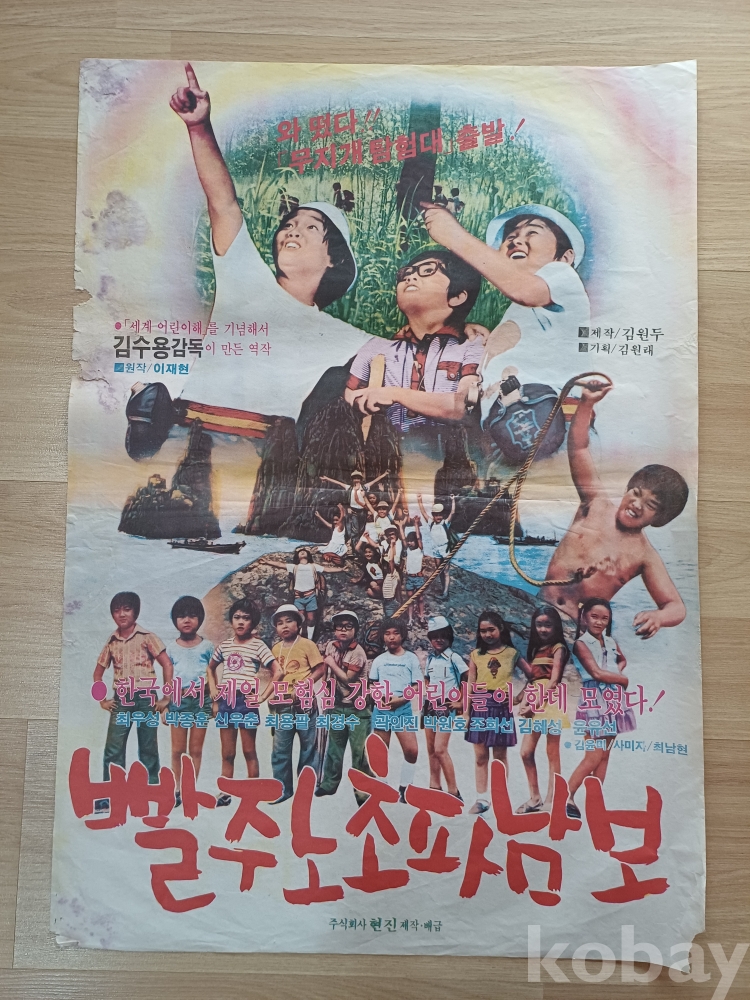 와 떴다!!
「무지개 탐험대」출발!
●「세계 어린이해」를 기념해서
김수용감독이 만든 역작
원작/이재현
제작/김원두
기획/김원태
●한국에서 제일 모험심 강한 어린이들이 한데 모였다!
최우성 박종훈 신우춘 최용팔 최경수 곽인진 박원호 조희선 김혜성 윤유선
●김윤미/사미자/최남현
빨주노초파남보
주식회사 현진 제작·배급
kobay